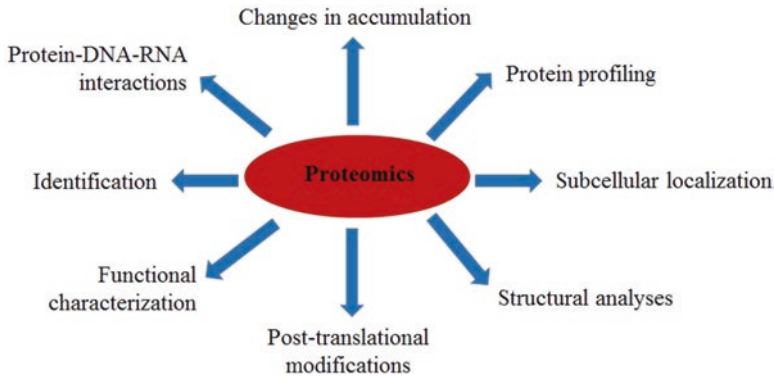 Changes in accumulation
Protein-DNA-RNA
interactions
Protein profiling
Identification
Proteomics
Subcellular localization
Functional
characterization
Structural analyses
Post-translational
modifications